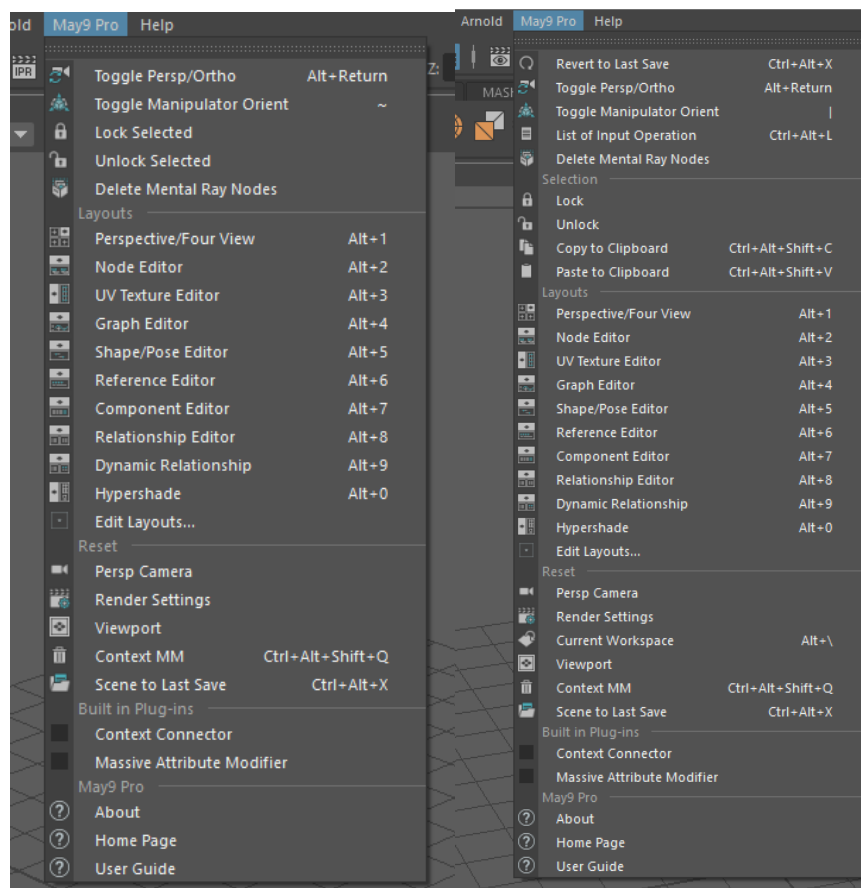 old May9 Pro Help
IPR
Z:
Toggle Persp/Ortho Alt+Return
Toggle Manipulator Orient ~
Lock Selected
Unlock Selected
Delete Mental Ray Nodes
Layouts
Perspective/Four View Alt+1
Node Editor Alt+2
UV Texture Editor Alt+3
Graph Editor Alt+4
Shape/Pose Editor Alt+5
Reference Editor Alt+6
Component Editor Alt+7
Relationship Editor Alt+8
Dynamic Relationship Alt+9
Hypershade Alt+0
Edit Layouts...
Reset
Persp Camera
Render Settings
Viewport
Context MM Ctrl+Alt+Shift+Q
Scene to Last Save Ctrl+Alt+X
Built in Plug-ins
Context Connector
Massive Attribute Modifier
May9 Pro
About
Home Page
User Guide
Arnold May9 Pro Help
MASH
Revert to Last Save Ctrl+Alt+X
Toggle Persp/Ortho Alt+Return
Toggle Manipulator Orient |
List of Input Operation Ctrl+Alt+L
Delete Mental Ray Nodes
Selection
Lock
Unlock
Copy to Clipboard Ctrl+Alt+Shift+C
Paste to Clipboard Ctrl+Alt+Shift+V
Layouts
Perspective/Four View Alt+1
Node Editor Alt+2
UV Texture Editor Alt+3
Graph Editor Alt+4
Shape/Pose Editor Alt+5
Reference Editor Alt+6
Component Editor Alt+7
Relationship Editor Alt+8
Dynamic Relationship Alt+9
Hypershade Alt+0
Edit Layouts...
Reset
Persp Camera
Render Settings
Current Workspace Alt+\
Viewport
Context MM Ctrl+Alt+Shift+Q
Scene to Last Save Ctrl+Alt+X
Built in Plug-ins
Context Connector
Massive Attribute Modifier
May9 Pro
About
Home Page
User Guide